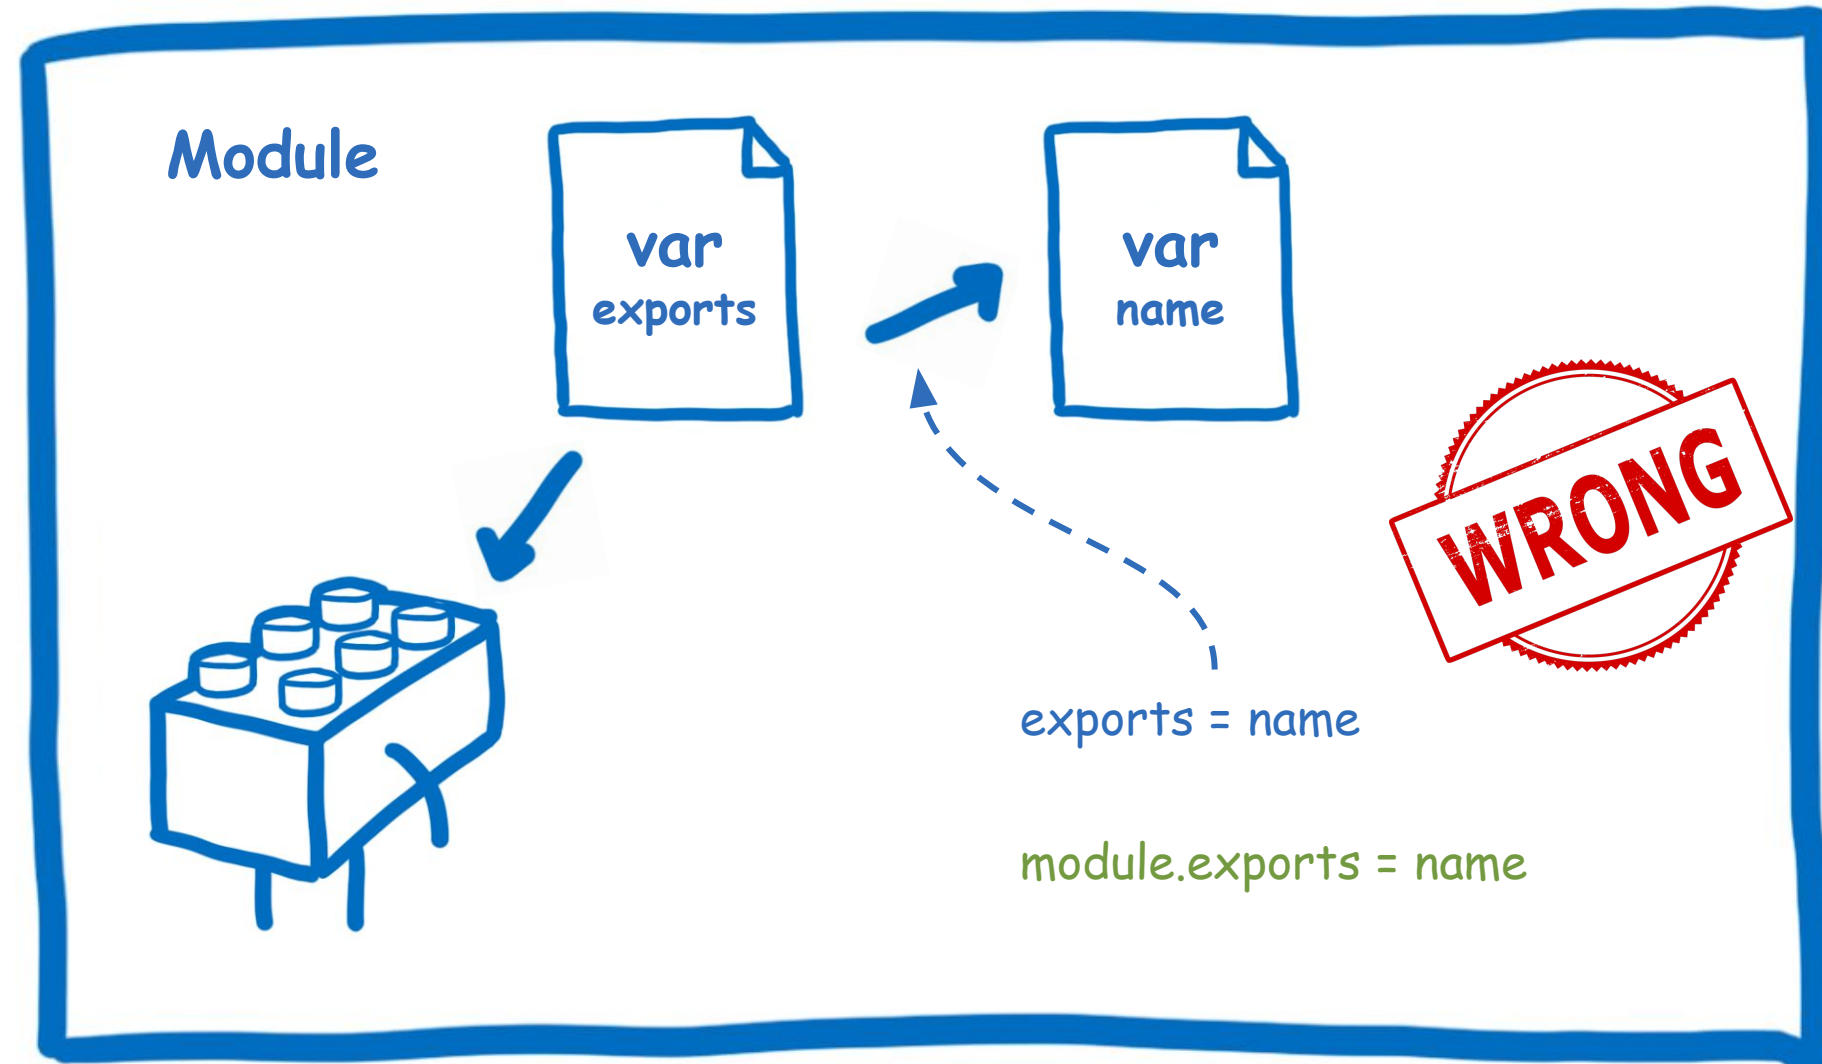 Module
var
exports
var
name
WRONG
exports = name
module.exports = name